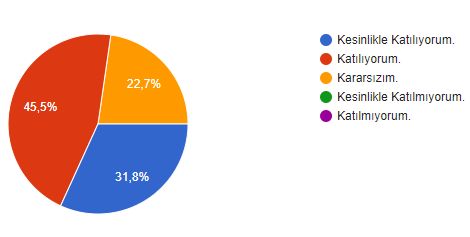 Kesinlikle Katılıyorum.
Katılıyorum.
Kararsızım.
Kesinlikle Katılmıyorum.
Katılmıyorum.
22,7%
45,5%
31,8%